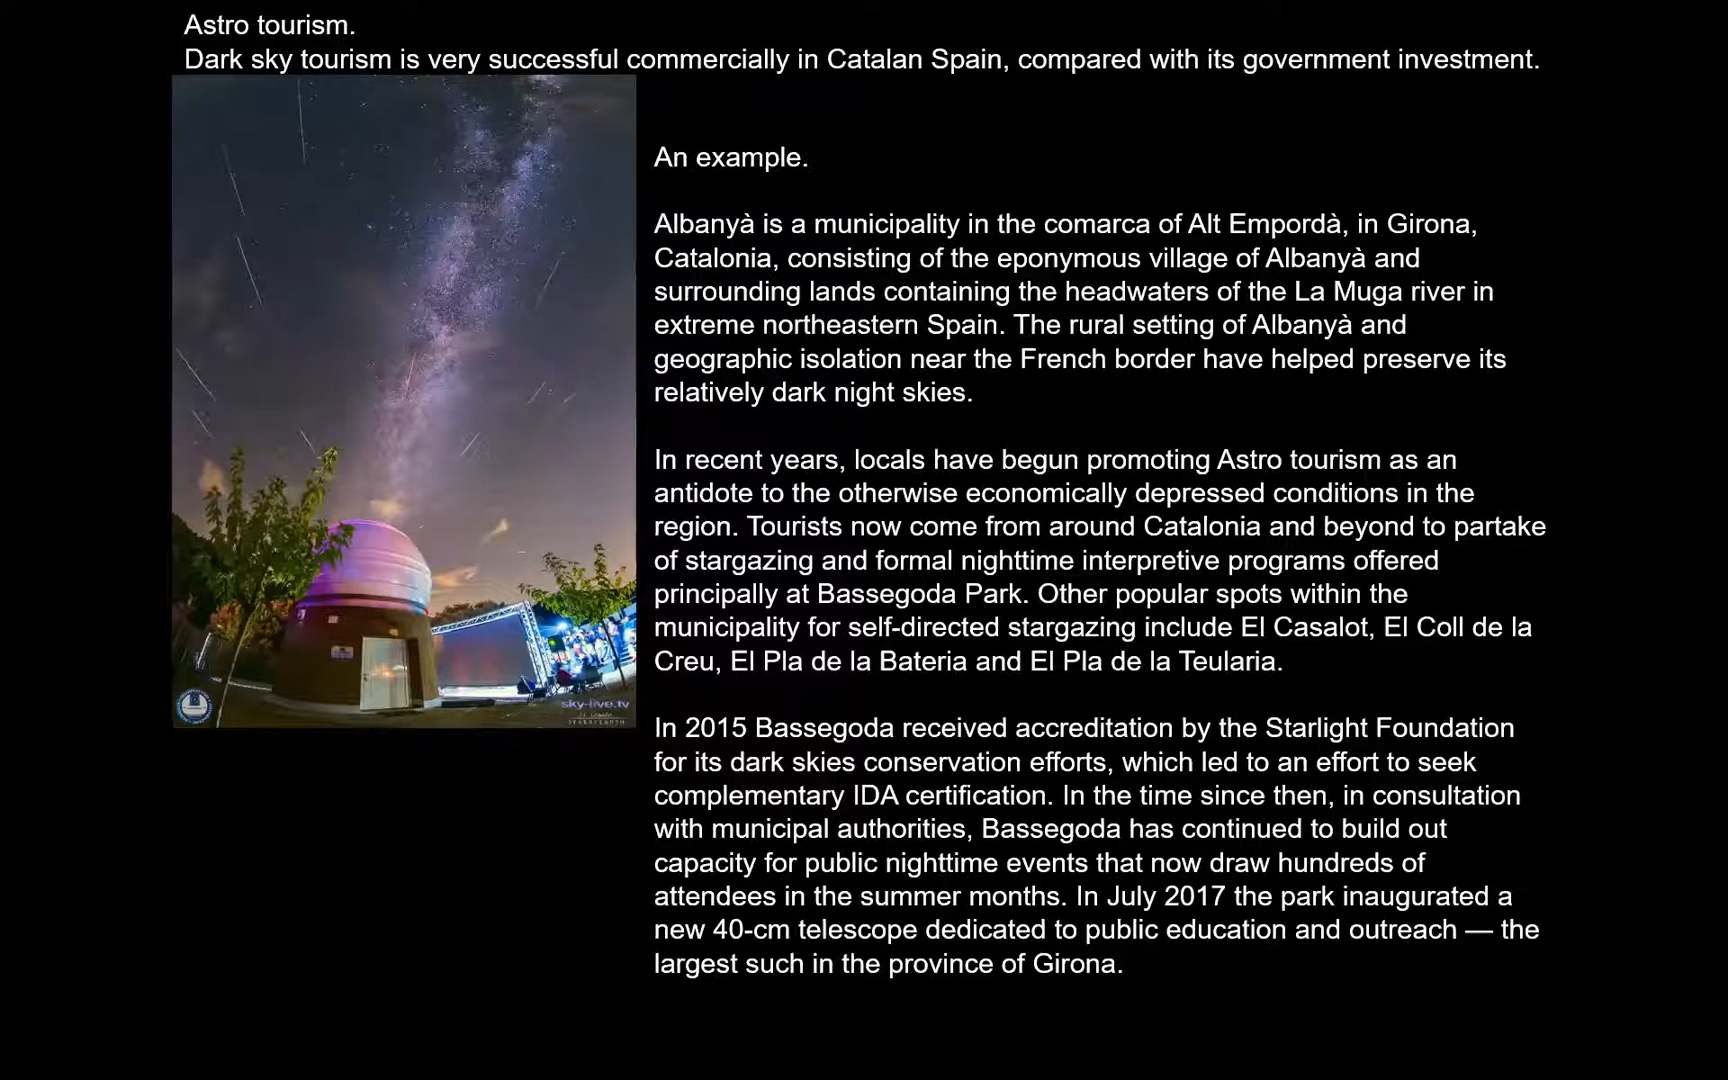 Astro tourism.
Dark sky tourism is very successful commercially in Catalan Spain, compared with its government investment.
An example.
Albanyà is a municipality in the comarca of Alt Empordà, in Girona,
Catalonia, consisting of the eponymous village of Albanyà and
surrounding lands containing the headwaters of the La Muga river in
extreme northeastern Spain. The rural setting of Albanyà and
geographic isolation near the French border have helped preserve its
relatively dark night skies.
In recent years, locals have begun promoting Astro tourism as an
antidote to the otherwise economically depressed conditions in the
region. Tourists now come from around Catalonia and beyond to partake
of stargazing and formal nighttime interpretive programs offered
principally at Bassegoda Park. Other popular spots within the
municipality for self-directed stargazing include El Casalot, El Coll de la
Creu, El Pla de la Bateria and El Pla de la Teularia.
In 2015 Bassegoda received accreditation by the Starlight Foundation
for its dark skies conservation efforts, which led to an effort to seek
complementary IDA certification. In the time since then, in consultation
with municipal authorities, Bassegoda has continued to build out
capacity for public nighttime events that now draw hundreds of
attendees in the summer months. In July 2017 the park inaugurated a
new 40-cm telescope dedicated to public education and outreach — the
largest such in the province of Girona.
sky-live.tv